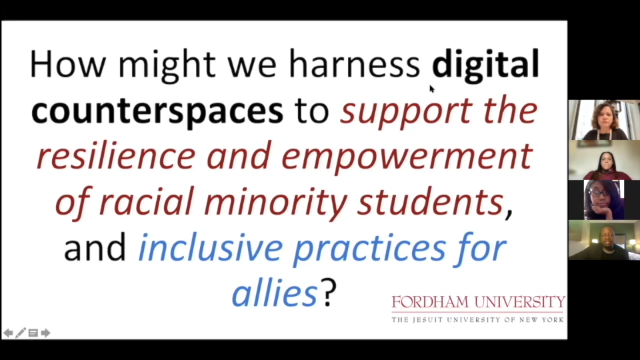 How might we harness digital
counterspaces to support the
resilience and empowerment
of racial minority students,
and inclusive practices for
allies?
FORDHAM UNIVERSITY
THE JESUIT UNIVERSITY OF NEW YORK